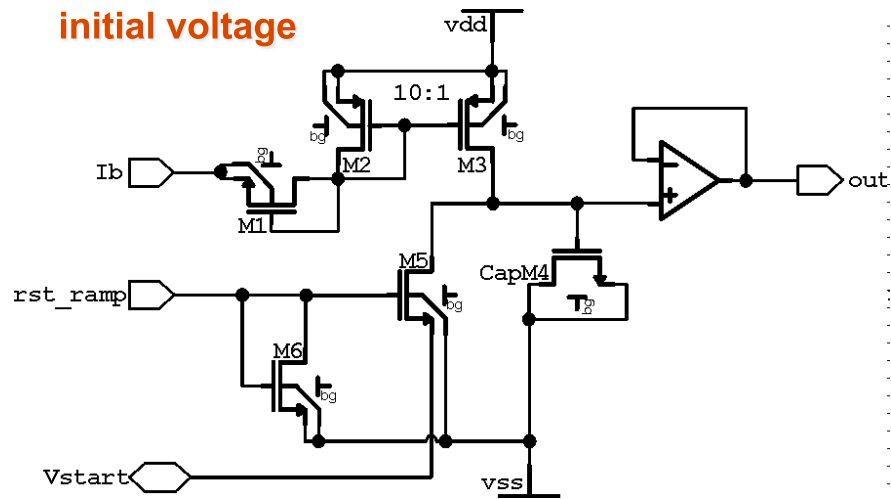 initial voltage
vdd
10:1
bg
bg
bg
M2
M3
Ib
out
M1
M5
CapM4
rst_ramp
bg
bg
M6
bg
Vstart
vss